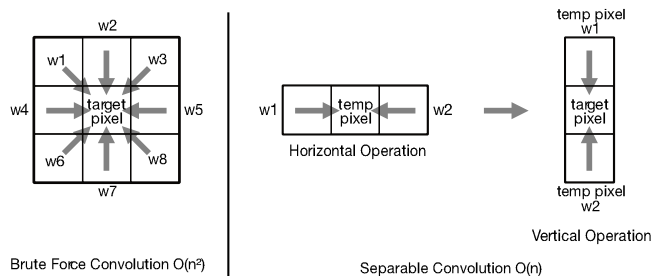 w2
w1
w3
w4
target
pixel
w5
w6
w8
w7
Brute Force Convolution O(n²)
w1
temp
pixel
w2
Horizontal Operation
temp pixel
w1
target
pixel
temp pixel
w2
Vertical Operation
Separable Convolution O(n)